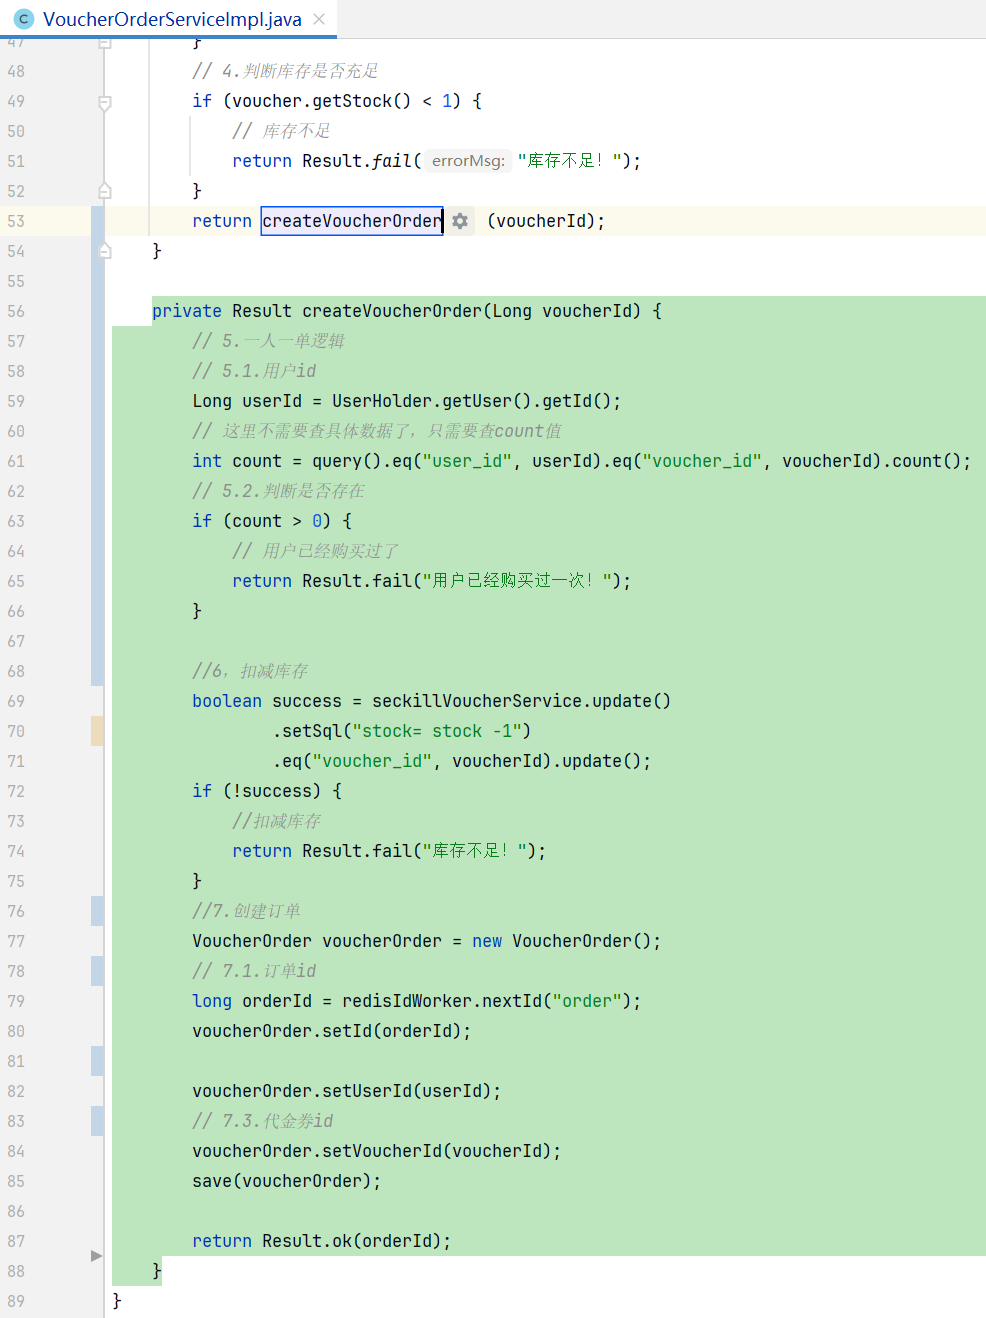 VoucherOrderServiceImpl.java
47 }
48 // 4.判断库存是否充足
49 if (voucher.getStock() < 1) {
50 // 库存不足
51 return Result.fail( errorMsg: "库存不足！");
52 }
53 return createVoucherOrder (voucherId);
54 }
55
56 private Result createVoucherOrder(Long voucherId) {
57 // 5.一人一单逻辑
58 // 5.1.用户id
59 Long userId = UserHolder.getUser().getId();
60 // 这里不需要查具体数据了，只需要查count值
61 int count = query().eq("user_id", userId).eq("voucher_id", voucherId).count();
62 // 5.2.判断是否存在
63 if (count > 0) {
64 // 用户已经购买过了
65 return Result.fail("用户已经购买过一次！");
66 }
67
68 //6，扣减库存
69 boolean success = seckillVoucherService.update()
70 .setSql("stock= stock -1")
71 .eq("voucher_id", voucherId).update();
72 if (!success) {
73 //扣减库存
74 return Result.fail("库存不足！");
75 }
76 //7.创建订单
77 VoucherOrder voucherOrder = new VoucherOrder();
78 // 7.1.订单id
79 long orderId = redisIdWorker.nextId("order");
80 voucherOrder.setId(orderId);
81
82 voucherOrder.setUserId(userId);
83 // 7.3.代金券id
84 voucherOrder.setVoucherId(voucherId);
85 save(voucherOrder);
86
87 return Result.ok(orderId);
88 }
89 }